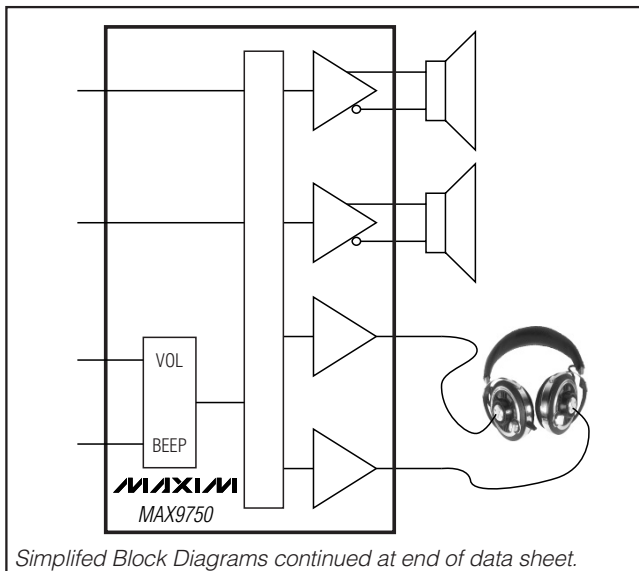 VOL
BEEP
MAXIM
MAX9750
Simplifed Block Diagrams continued at end of data sheet.